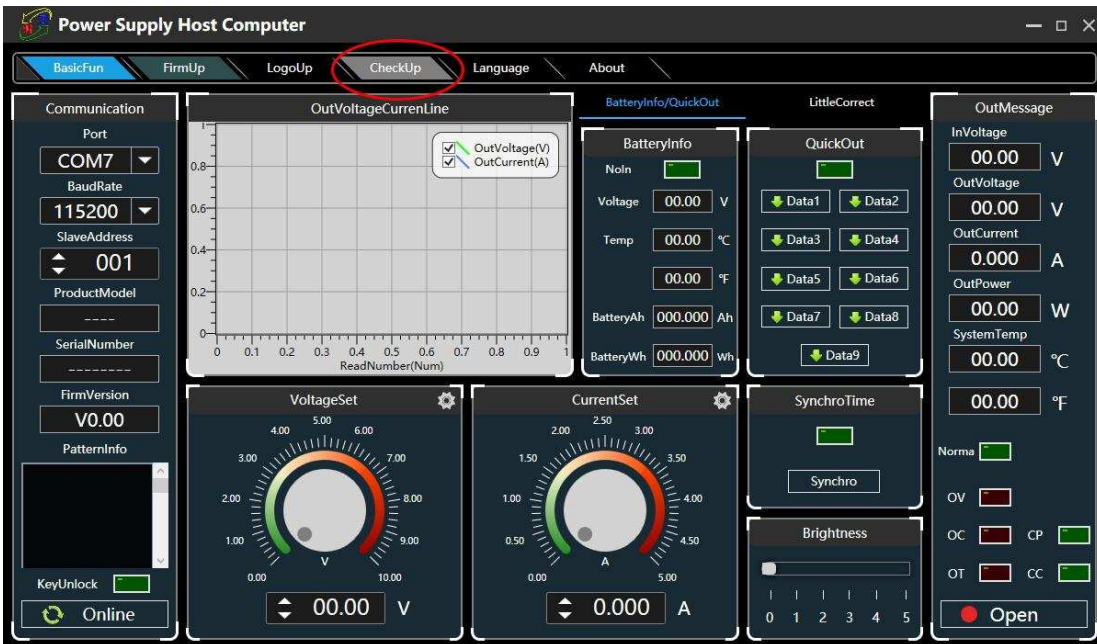 Power Supply Host Computer
BasicFun FirmUp LogoUp CheckUp Language About
Communication
Port
COM7
BaudRate
115200
SlaveAddress
001
ProductModel
----
SerialNumber
--------
FirmVersion
V0.00
PatternInfo
KeyUnlock
Online
OutVoltageCurrenLine
OutVoltage(V)
OutCurrent(A)
1
0.8
0.6
0.4
0.2
0
0 0.1 0.2 0.3 0.4 0.5 0.6 0.7 0.8 0.9 1
ReadNumber(Num)
BatteryInfo/QuickOut LittleCorrect
BatteryInfo
NoIn
Voltage 00.00 V
Temp 00.00 ℃
00.00 ℉
BatteryAh 000.000 Ah
BatteryWh 000.000 Wh
QuickOut
Data1 Data2
Data3 Data4
Data5 Data6
Data7 Data8
Data9
VoltageSet
0.00 1.00 2.00 3.00 4.00 5.00 6.00 7.00 8.00 9.00 10.00
V
00.00 V
CurrentSet
0.00 0.50 1.00 1.50 2.00 2.50 3.00 3.50 4.00 4.50 5.00
A
0.000 A
SynchroTime
Synchro
Brightness
0 1 2 3 4 5
OutMessage
InVoltage
00.00 V
OutVoltage
00.00 V
OutCurrent
0.000 A
OutPower
00.00 W
SystemTemp
00.00 ℃
00.00 ℉
Norma
OV
OC CP
OT CC
Open